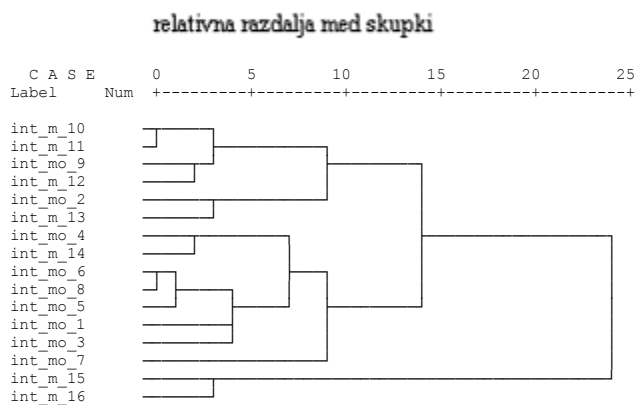 relativna razdalja med skupki
C A S E 0 5 10 15 20 25
Label Num +---------+---------+---------+---------+---------+
int_m_10
int_m_11
int_mo_9
int_m_12
int_mo_2
int_m_13
int_mo_4
int_m_14
int_mo_6
int_mo_8
int_mo_5
int_mo_1
int_mo_3
int_mo_7
int_m_15
int_m_16